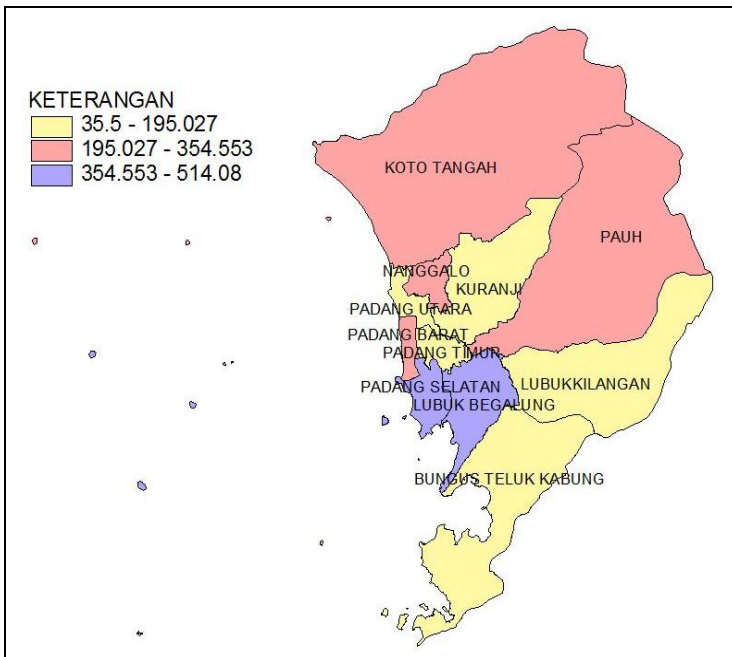 KETERANGAN
35.5 - 195.027
195.027 - 354.553
354.553 - 514.08
KOTO TANGAH
PAUH
NANGGALO
KURANJI
PADANG UTARA
PADANG BARAT
PADANG TIMUR
PADANG SELATAN
LUBUKKILANGAN
LUBUK BEGALUNG
BUNGUS TELUK KABUNG